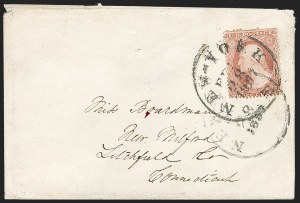 NEW-YORK
Miss Boardman
New Milford
Litchfield Co
Connecticut